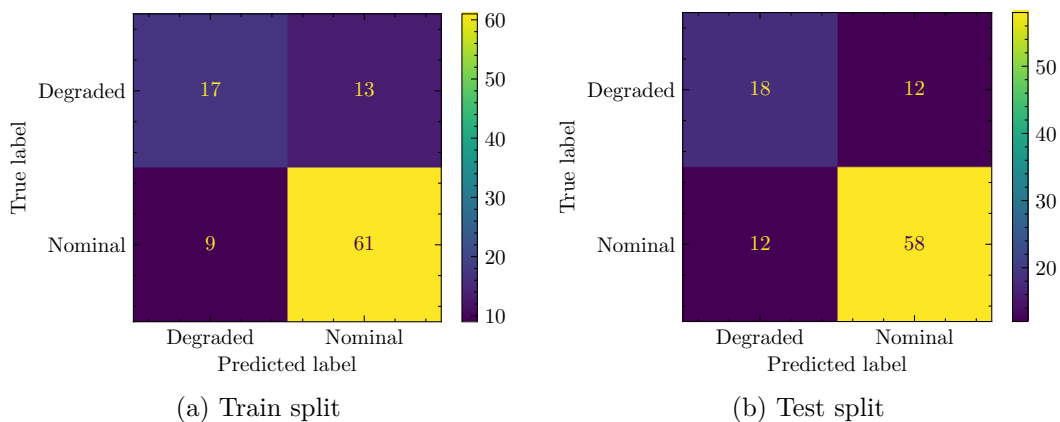 True label
Degraded
Nominal
17
13
9
61
Degraded
Nominal
Predicted label
60
50
40
30
20
10
(a) Train split
True label
Degraded
Nominal
18
12
12
58
Degraded
Nominal
Predicted label
50
40
30
20
(b) Test split